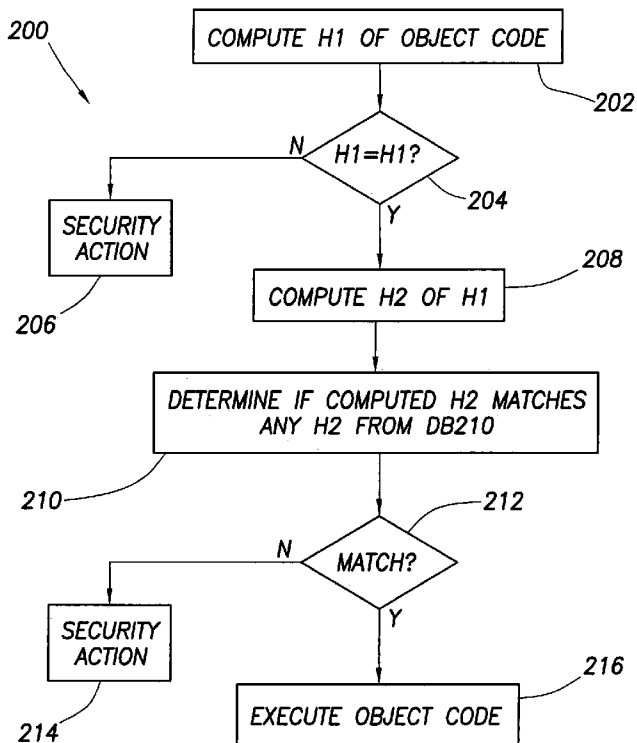 200
COMPUTE H1 OF OBJECT CODE
202
H1=H1?
N
204
Y
SECURITY
ACTION
206
208
COMPUTE H2 OF H1
DETERMINE IF COMPUTED H2 MATCHES
ANY H2 FROM DB210
210
212
N
MATCH?
Y
SECURITY
ACTION
214
216
EXECUTE OBJECT CODE